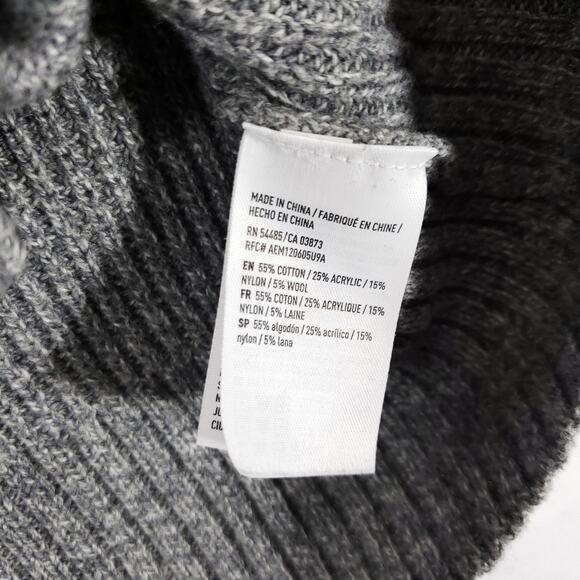 MADE IN CHINA / FABRIQUÉ EN CHINE /
HECHO EN CHINA
RN 54485/CA 03873
RFC# AEM120605U9A
EN 55% COTTON / 25% ACRYLIC / 15%
NYLON / 5% WOOL
FR 55% COTON / 25% ACRYLIQUE / 15%
NYLON / 5% LAINE
SP 55% algodón / 25% acrílico / 15%
nylon / 5% lana